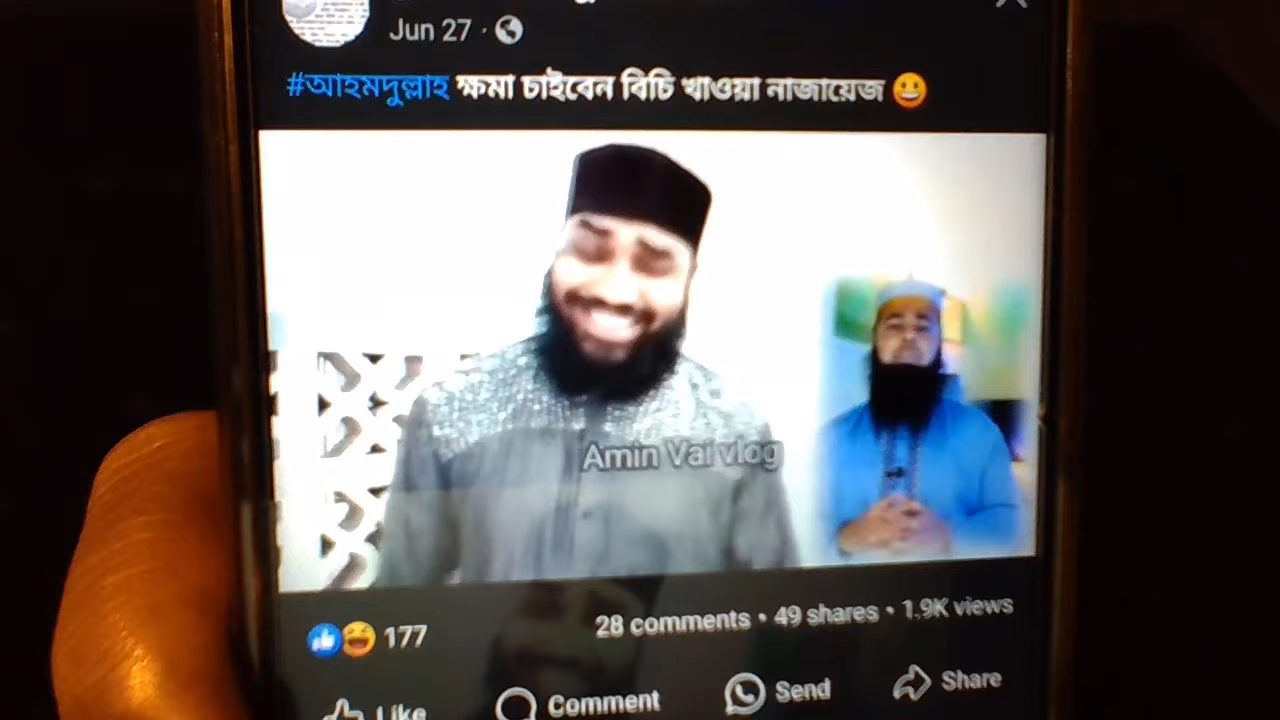 Jun 27 ·
#আহমদুল্লাহ ক্ষমা চাইবেন বিচি খাওয়া নাজায়েজ 😀
Amin Vai vlog
177
28 comments • 49 shares • 1.9K views
Like
Comment
Send
Share